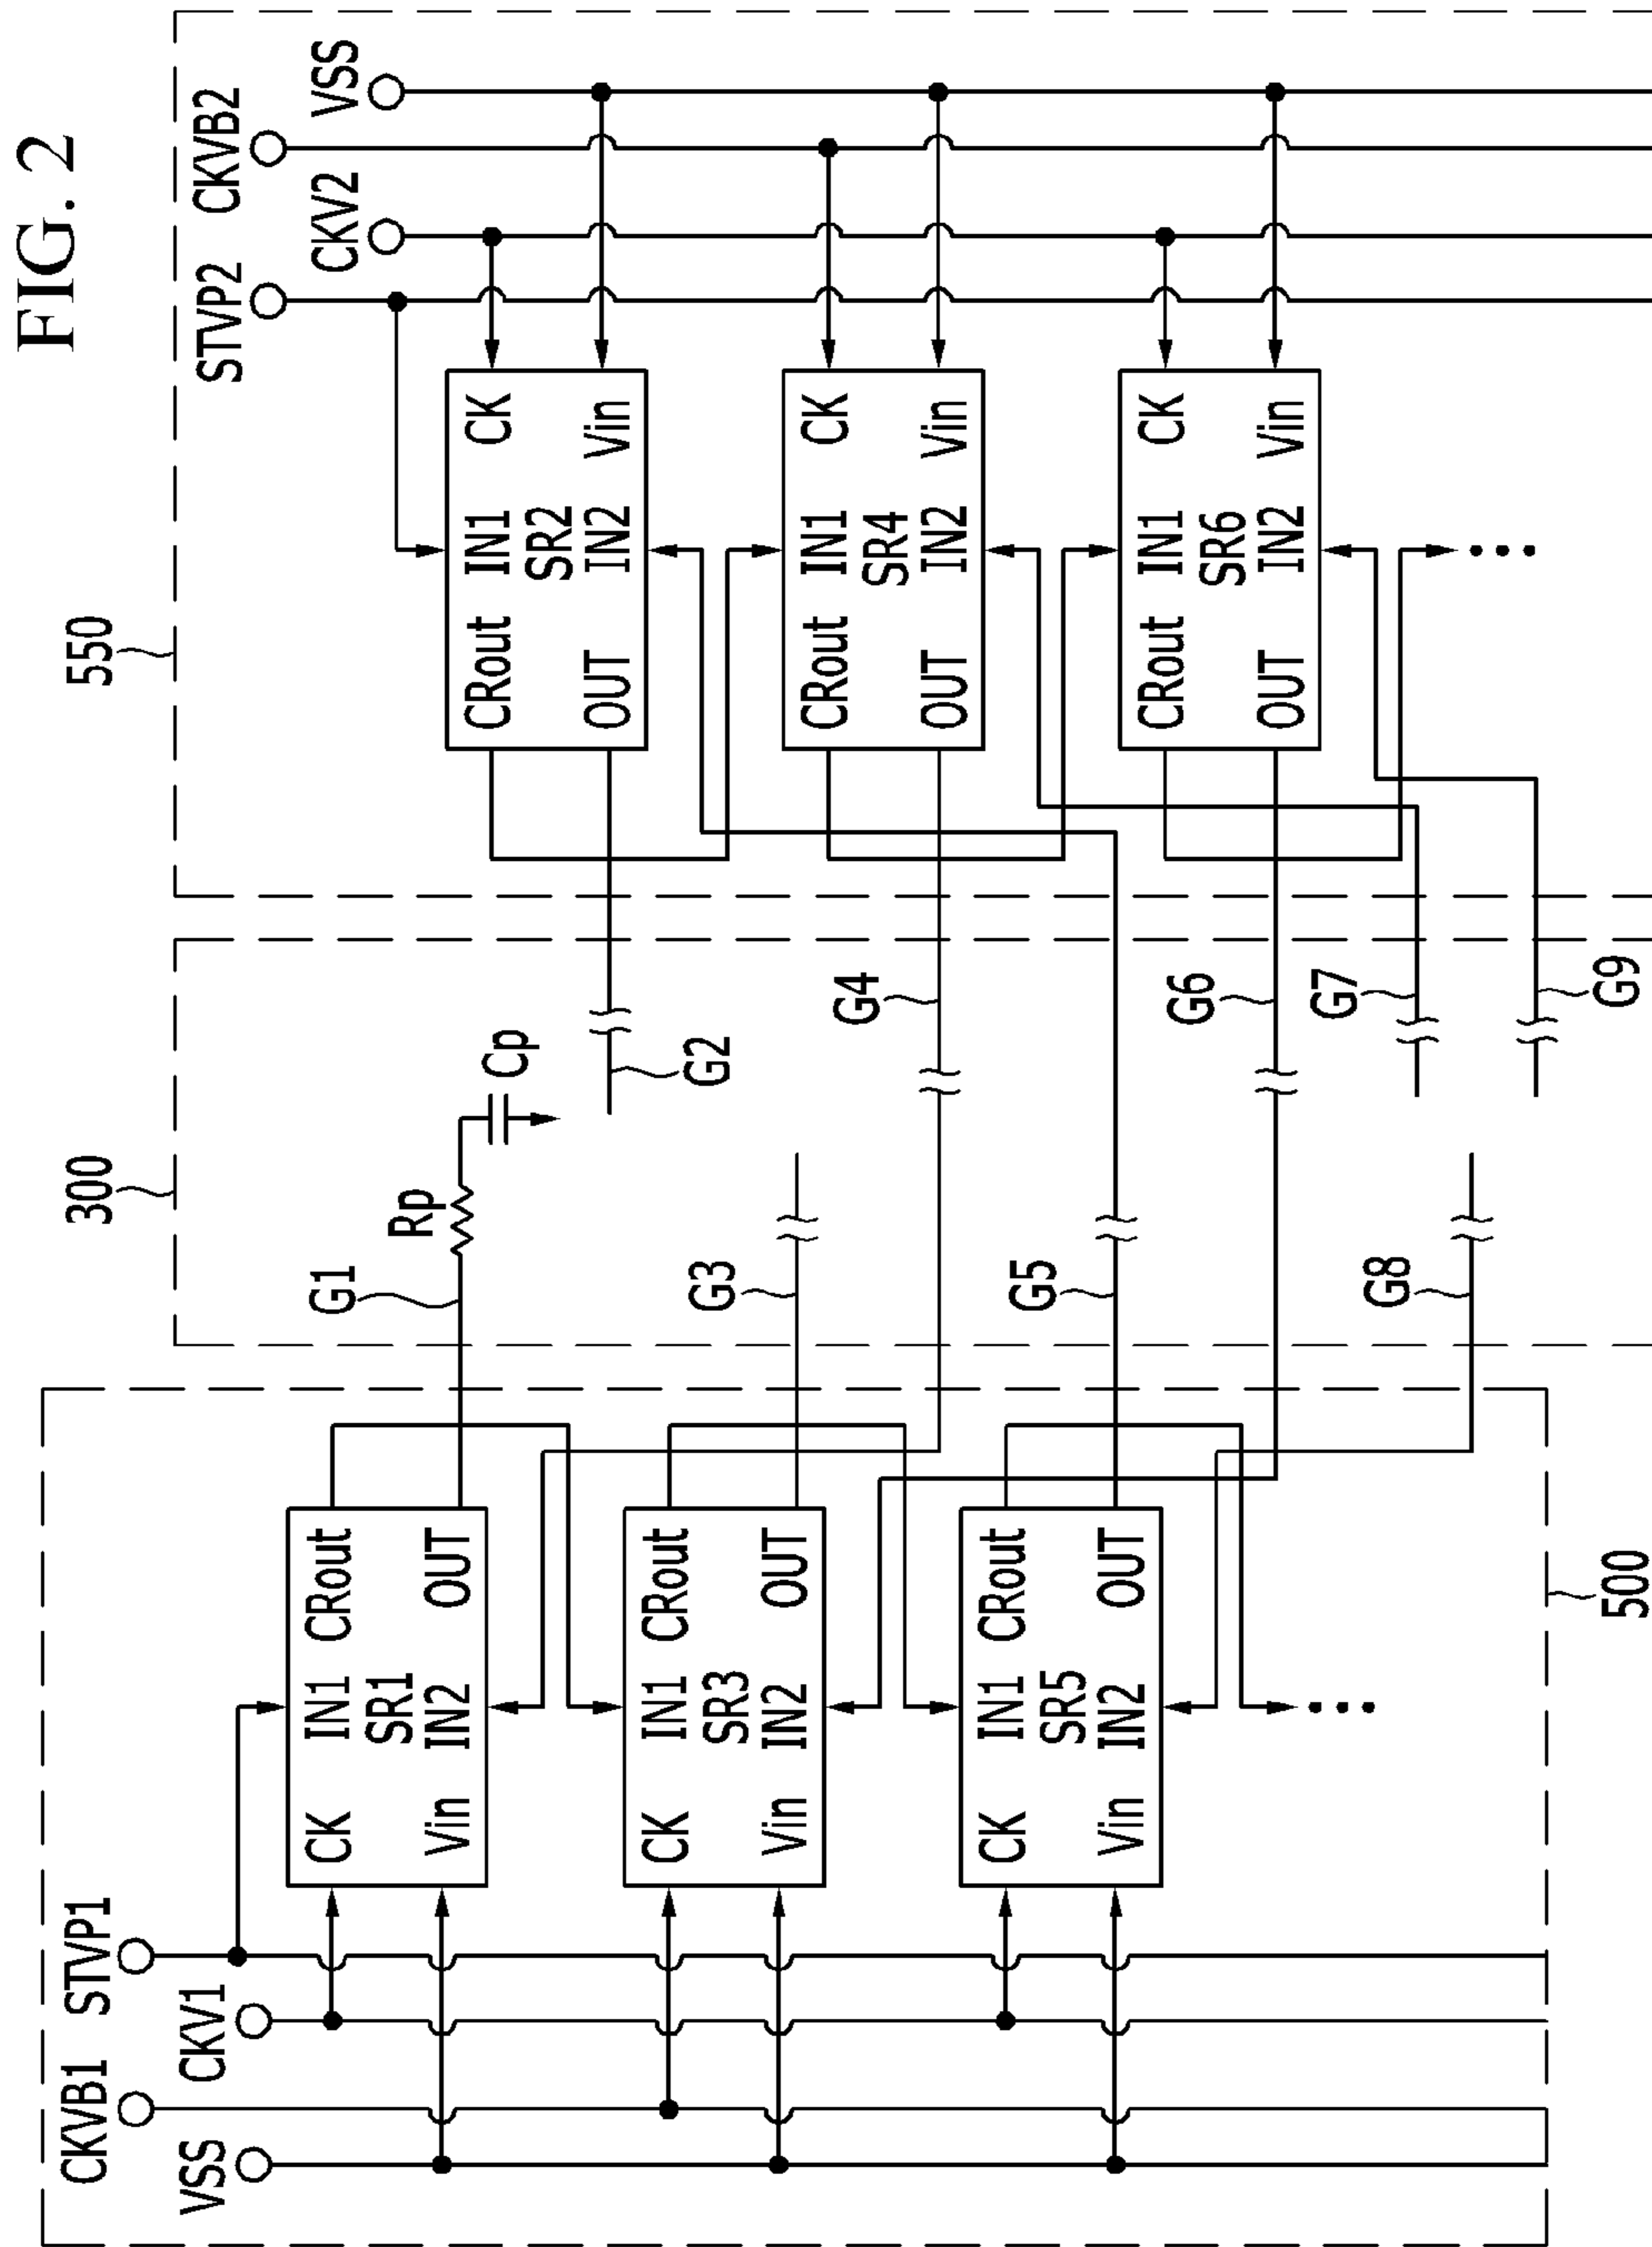 FIG. 2
500
300
550
CKVB1
STVP1
VSS
CKV1
STVP2
CKVB2
CKV2
VSS
CK
IN1
CRout
SR1
Vin
IN2
OUT
G1
Rp
Cp
CRout
IN1
CK
SR2
OUT
IN2
Vin
G2
CK
IN1
CRout
SR3
Vin
IN2
OUT
G3
G4
CRout
IN1
CK
SR4
OUT
IN2
Vin
CK
IN1
CRout
SR5
Vin
IN2
OUT
G5
G6
CRout
IN1
CK
SR6
OUT
IN2
Vin
G7
G8
G9